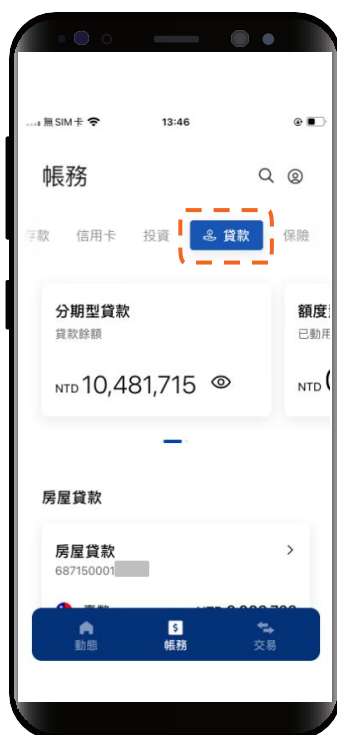 無SIM卡 13:46
帳務
存款 信用卡 投資 貸款 保險
分期型貸款
貸款餘額
NTD 10,481,715
額度
已動用
NTD
房屋貸款
房屋貸款
687150001
動態 帳務 交易